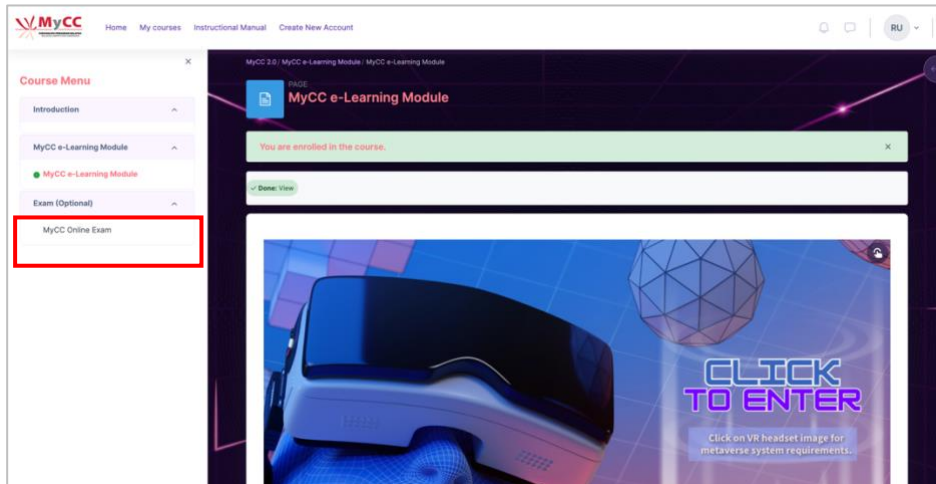 MyCC
Home My courses Instructional Manual Create New Account
RU
Course Menu
Introduction
MyCC e-Learning Module
MyCC e-Learning Module
Exam (Optional)
MyCC Online Exam
MyCC 2.0 / MyCC e-Learning Module / MyCC e-Learning Module
PAGE
MyCC e-Learning Module
You are enrolled in the course.
Done: View
CLICK
TO ENTER
Click on VR headset image for
metaverse system requirements.